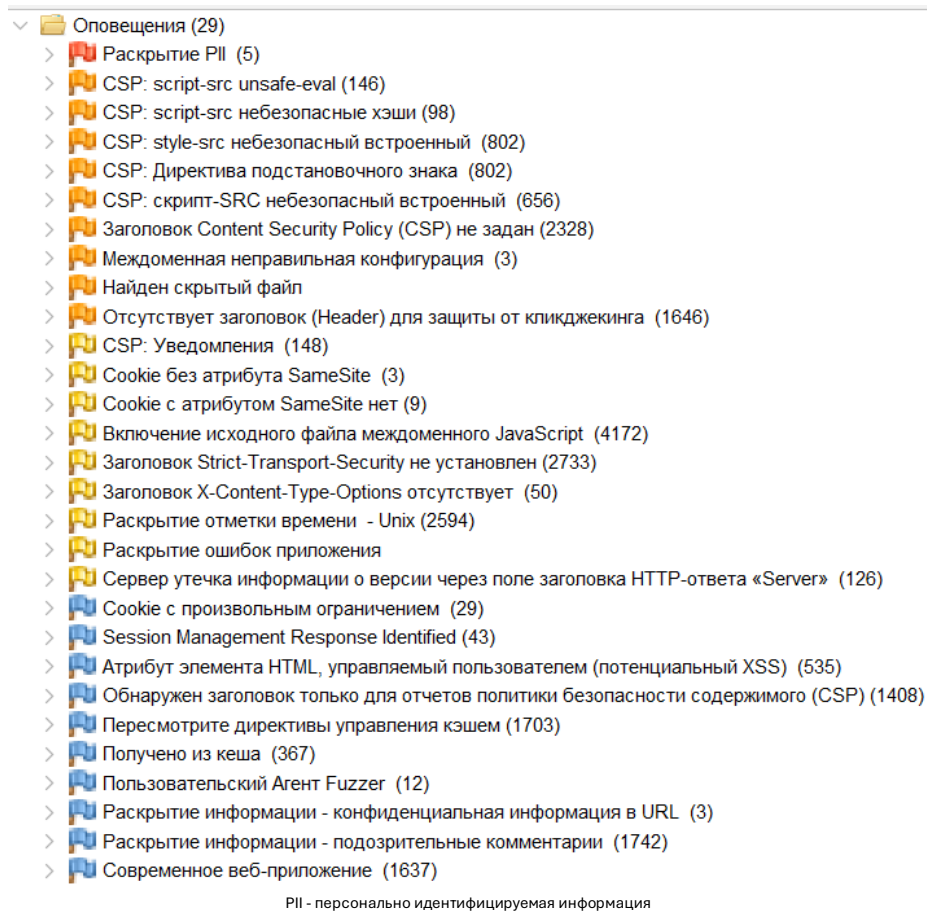 Оповещения (29)
Раскрытие PII (5)
CSP: script-src unsafe-eval (146)
CSP: script-src небезопасные хэши (98)
CSP: style-src небезопасный встроенный (802)
CSP: Директива подстановочного знака (802)
CSP: скрипт-SRC небезопасный встроенный (656)
Заголовок Content Security Policy (CSP) не задан (2328)
Междоменная неправильная конфигурация (3)
Найден скрытый файл
Отсутствует заголовок (Header) для защиты от кликджекинга (1646)
CSP: Уведомления (148)
Cookie без атрибута SameSite (3)
Cookie с атрибутом SameSite нет (9)
Включение исходного файла междоменного JavaScript (4172)
Заголовок Strict-Transport-Security не установлен (2733)
Заголовок X-Content-Type-Options отсутствует (50)
Раскрытие отметки времени - Unix (2594)
Раскрытие ошибок приложения
Сервер утечка информации о версии через поле заголовка HTTP-ответа «Server» (126)
Cookie с произвольным ограничением (29)
Session Management Response Identified (43)
Атрибут элемента HTML, управляемый пользователем (потенциальный XSS) (535)
Обнаружен заголовок только для отчетов политики безопасности содержимого (CSP) (1408)
Пересмотрите директивы управления кэшем (1703)
Получено из кеша (367)
Пользовательский Агент Fuzzer (12)
Раскрытие информации - конфиденциальная информация в URL (3)
Раскрытие информации - подозрительные комментарии (1742)
Современное веб-приложение (1637)
PII - персонально идентифицируемая информация